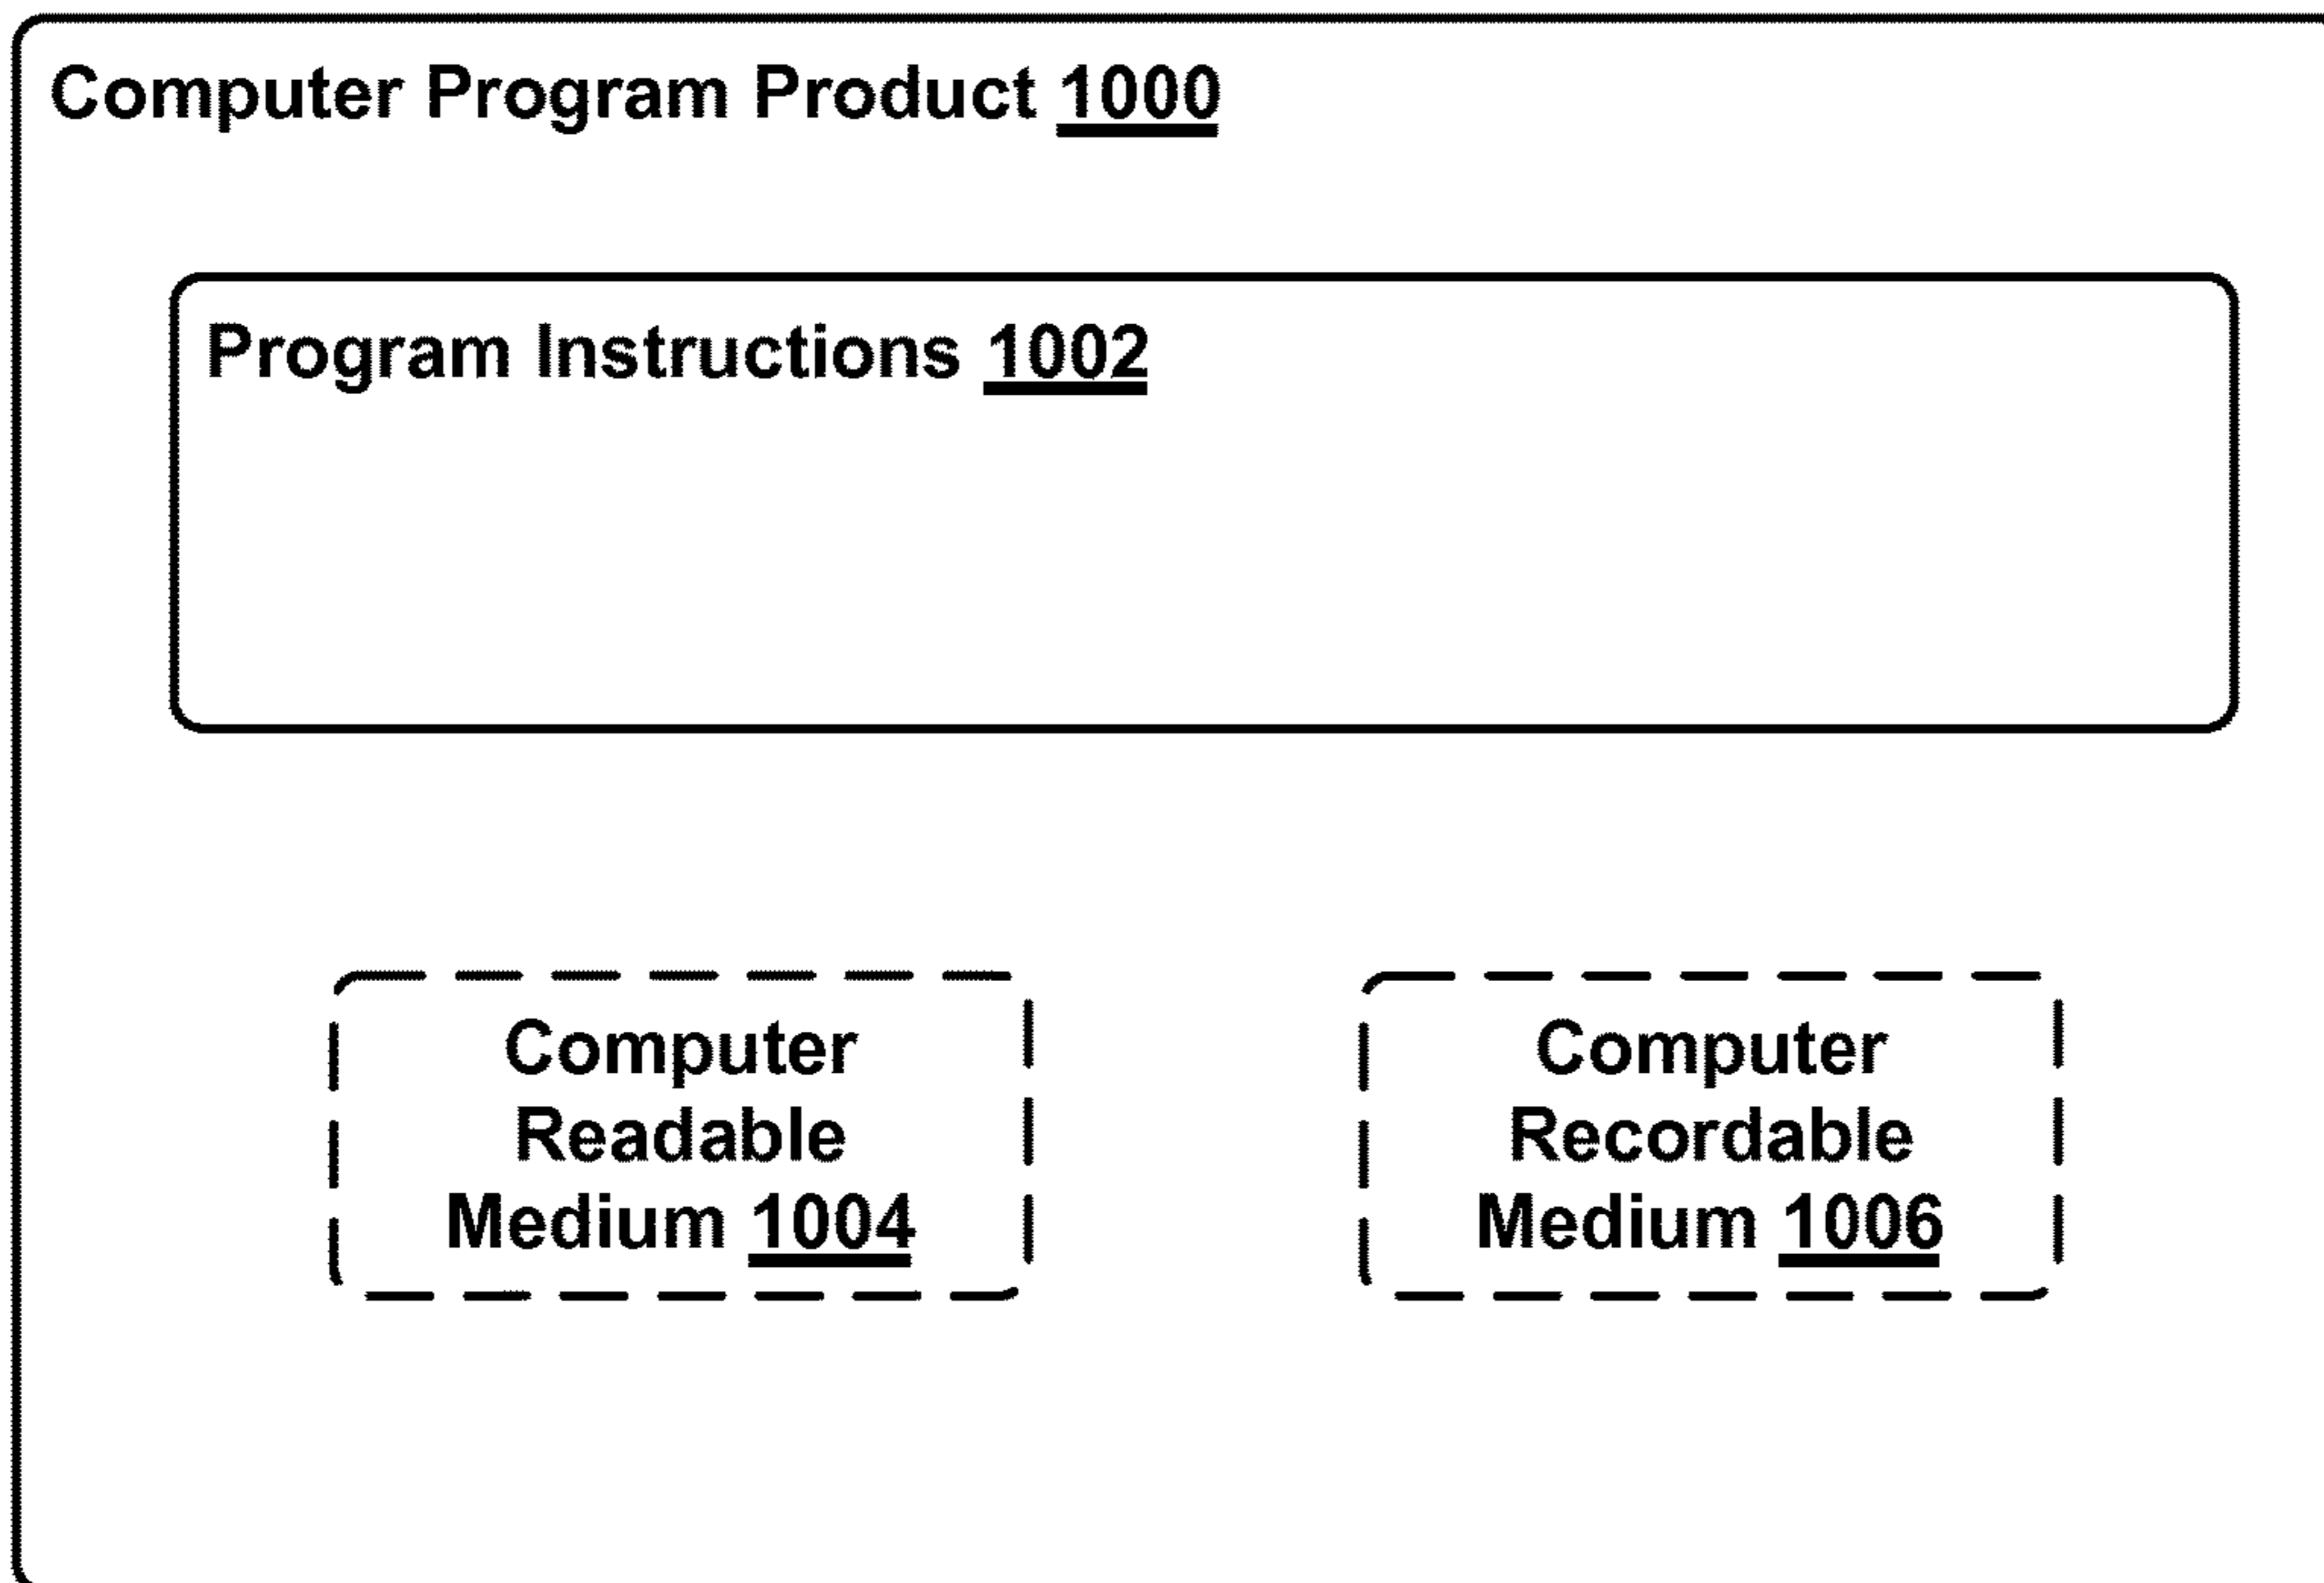 Computer Program Product 1000
Program Instructions 1002
Computer
Readable
Medium 1004
Computer
Recordable
Medium 1006